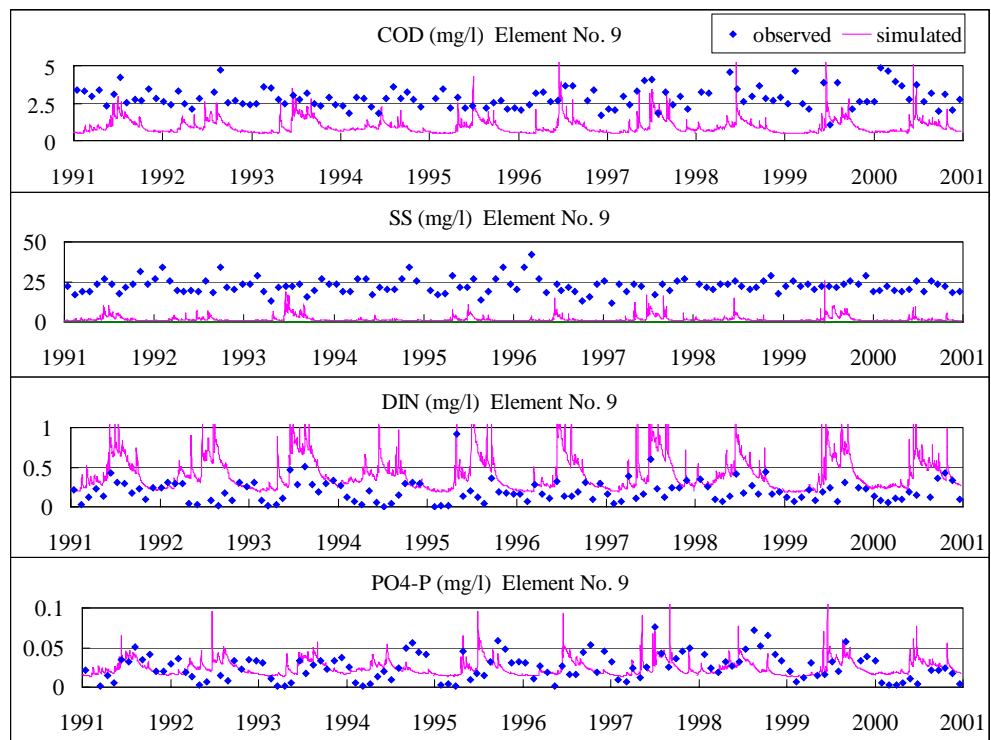 COD (mg/l) Element No. 9
observed simulated
5
2.5
0
1991 1992 1993 1994 1995 1996 1997 1998 1999 2000 2001
SS (mg/l) Element No. 9
50
25
0
1991 1992 1993 1994 1995 1996 1997 1998 1999 2000 2001
DIN (mg/l) Element No. 9
1
0.5
0
1991 1992 1993 1994 1995 1996 1997 1998 1999 2000 2001
PO4-P (mg/l) Element No. 9
0.1
0.05
0
1991 1992 1993 1994 1995 1996 1997 1998 1999 2000 2001